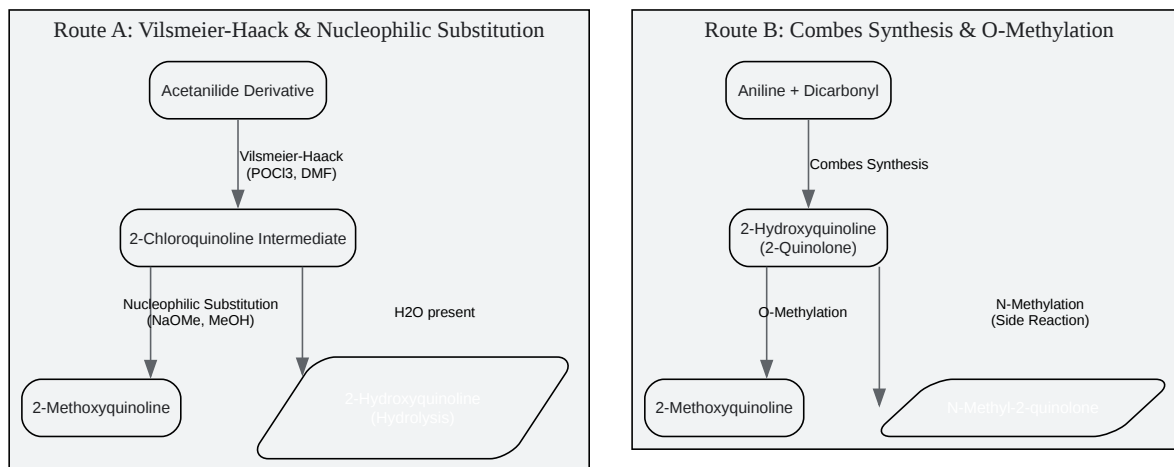 Route A: Vilsmeier-Haack & Nucleophilic Substitution
Acetanilide Derivative
Vilsmeier-Haack
(POCl3, DMF)
2-Chloroquinoline Intermediate
Nucleophilic Substitution
(NaOMe, MeOH)
H2O present
2-Methoxyquinoline
2-Hydroxyquinoline
(Hydrolysis)
Route B: Combes Synthesis & O-Methylation
Aniline + Dicarbonyl
Combes Synthesis
2-Hydroxyquinoline
(2-Quinolone)
O-Methylation
N-Methylation
(Side Reaction)
2-Methoxyquinoline
N-Methyl-2-quinolone